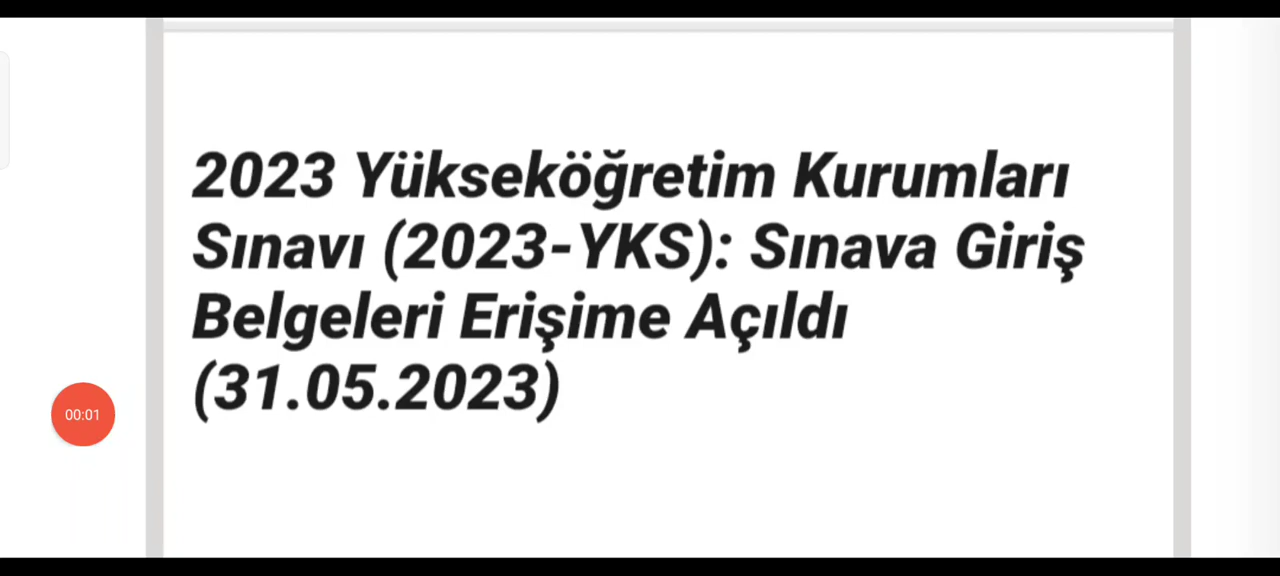 2023 Yükseköğretim Kurumları
Sınavı (2023-YKS): Sınava Giriş
Belgeleri Erişime Açıldı
(31.05.2023)
00:01